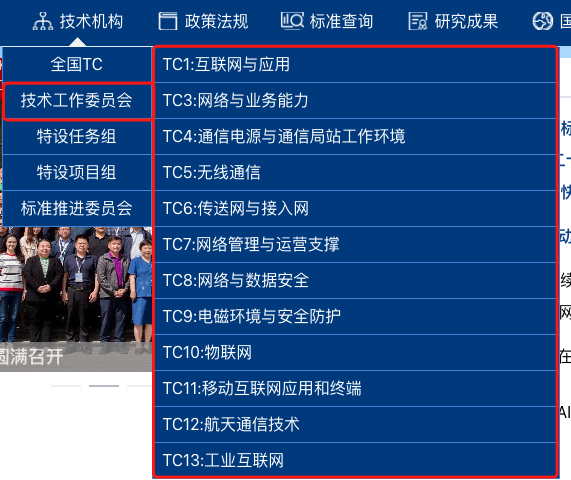 技术机构
政策法规
标准查询
研究成果
国
全国TC
技术工作委员会
特设任务组
特设项目组
标准推进委员会
TC1:互联网与应用
TC3:网络与业务能力
TC4:通信电源与通信局站工作环境
TC5:无线通信
TC6:传送网与接入网
TC7:网络管理与运营支撑
TC8:网络与数据安全
TC9:电磁环境与安全防护
TC10:物联网
TC11:移动互联网应用和终端
TC12:航天通信技术
TC13:工业互联网
圆满召开
标
快
动
续
网
在
AI